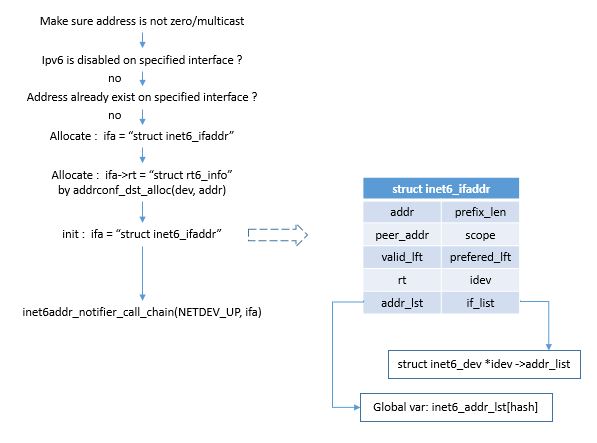 Make sure address is not zero/multicast
Ipv6 is disabled on specified interface ?
no
Address already exist on specified interface ?
no
Allocate : ifa = “struct inet6_ifaddr”
Allocate : ifa->rt = “struct rt6_info”
by addrconf_dst_alloc(dev, addr)
init : ifa = “struct inet6_ifaddr”
inet6addr_notifier_call_chain(NETDEV_UP, ifa)
struct inet6_ifaddr
addr prefix_len
peer_addr scope
valid_lft prefered_lft
rt idev
addr_lst if_list
struct inet6_dev *idev ->addr_list
Global var: inet6_addr_lst[hash]